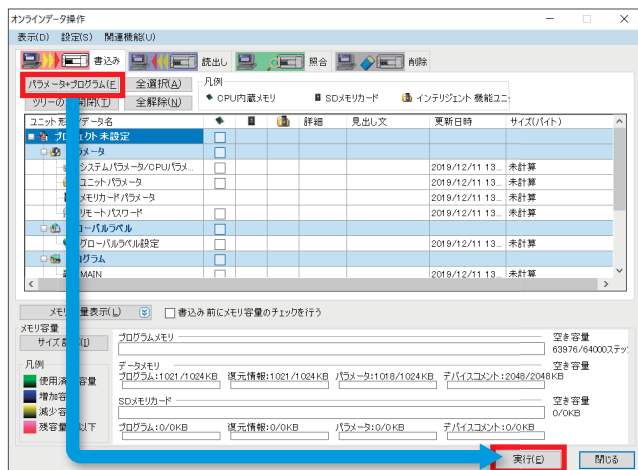 オンラインデータ操作
表示(D) 設定(S) 関連機能(U)
書込み 読出し 照合 削除
パラメータ+プログラム(F 全選択(A) 凡例
ツリーの 開閉(T) 全解除(N) CPU内蔵メモリ SDメモリカード インテリジェント機能ユニ
ユニット形 データ名 詳細 見出し文 更新日時 サイズ(バイト)
プロ ェクト未設定
メータ
システムパラメータ/CPUパラメ... 2019/12/11 13... 未計算
ユニットパラメータ 2019/12/11 13... 未計算
メモリカードパラメータ 2019/12/11 13... 未計算
リモートパスワード 2019/12/11 13... 未計算
ーバルラベル
グローバルラベル設定 2019/12/11 13... 未計算
グラム
MAIN 2019/12/11 13... 未計算
メモリ 量表示(L) 書込み前にメモリ容量のチェックを行う
メモリ容量
サイズ (I) プログラムメモリ 空き容量
63976/64000ステッ
凡例 データメモリ 空き容量
プログラム:1021/1024KB 復元情報:1021/1024KB パラメータ:1018/1024KB デバイスコメント:2048/2048KB
使用済 容量
増加容
SDメモリカード 空き容量
減少容 0/0KB
残容量 以下 プログラム:0/0KB 復元情報:0/0KB パラメータ:0/0KB デバイスコメント:0/0KB
実行(E) 閉じる